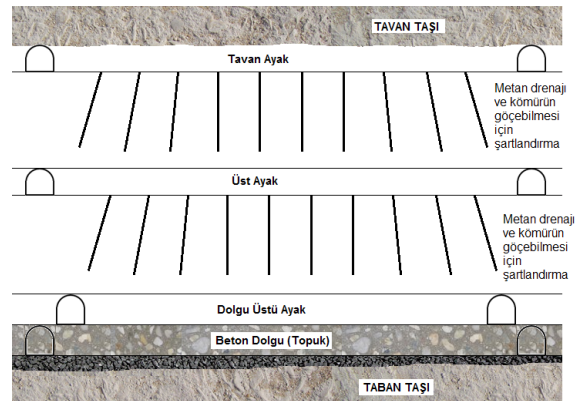 TAVAN TAŞI
Tavan Ayak
Metan drenajı
ve kömürün
göçebilmesi
için
şartlandırma
Üst Ayak
Metan drenajı
ve kömürün
göçebilmesi
için
şartlandırma
Dolgu Üstü Ayak
Beton Dolgu (Topuk)
TABAN TAŞI